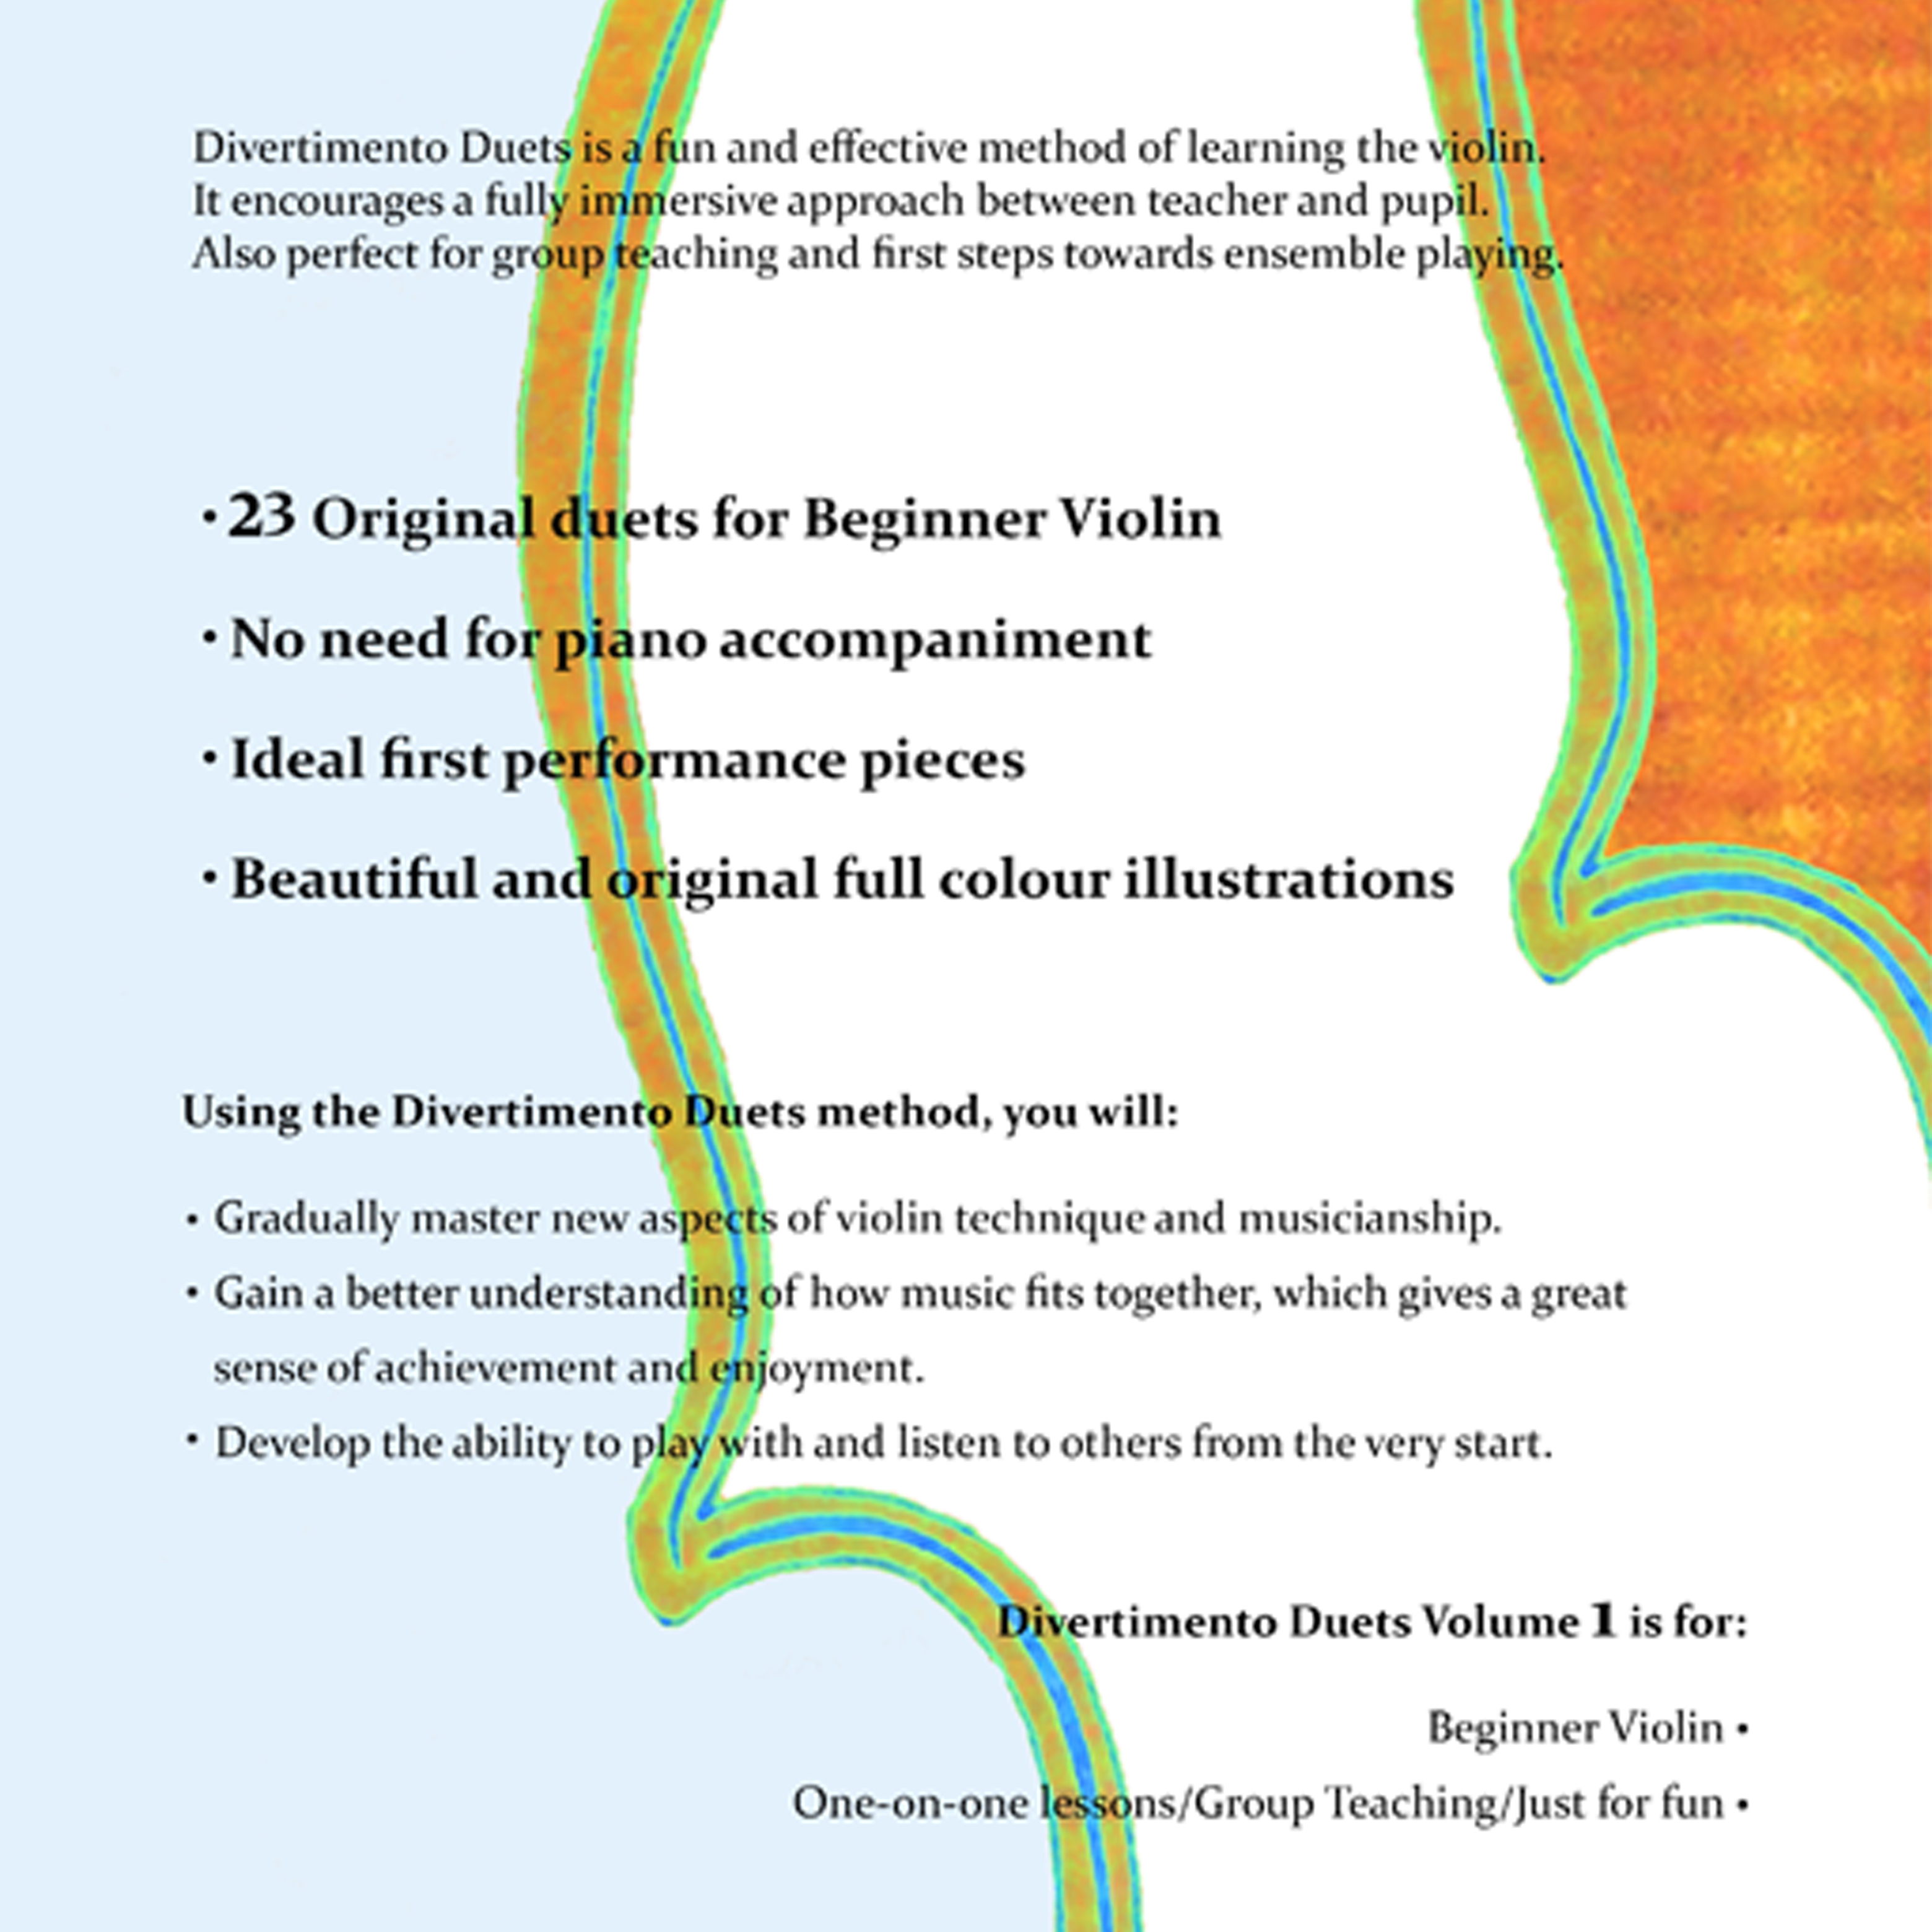 Divertimento Duets is a fun and effective method of learning the violin.
It encourages a fully immersive approach between teacher and pupil.
Also perfect for group teaching and first steps towards ensemble playing.
• 23 Original duets for Beginner Violin
• No need for piano accompaniment
• Ideal first performance pieces
• Beautiful and original full colour illustrations
Using the Divertimento Duets method, you will:
• Gradually master new aspects of violin technique and musicianship.
• Gain a better understanding of how music fits together, which gives a great
sense of achievement and enjoyment.
• Develop the ability to play with and listen to others from the very start.
Divertimento Duets Volume 1 is for:
Beginner Violin •
One-on-one lessons/Group Teaching/Just for fun •